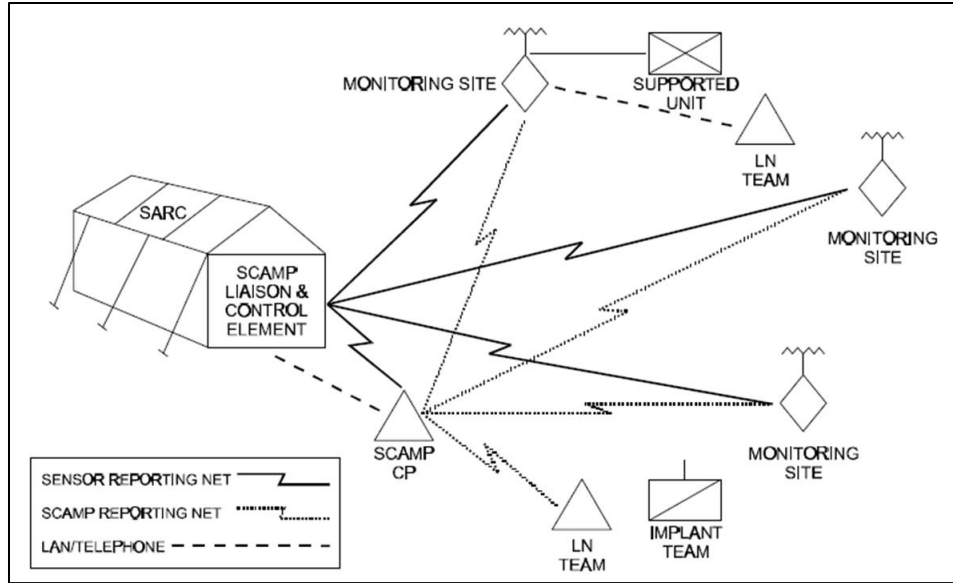 MONITORING SITE
SUPPORTED
UNIT
LN
TEAM
SARC
MONITORING
SITE
SCAMP
LIAISON &
CONTROL
ELEMENT
SCAMP
CP
MONITORING
SITE
LN
TEAM
IMPLANT
TEAM
SENSOR REPORTING NET
SCAMP REPORTING NET
LAN/TELEPHONE